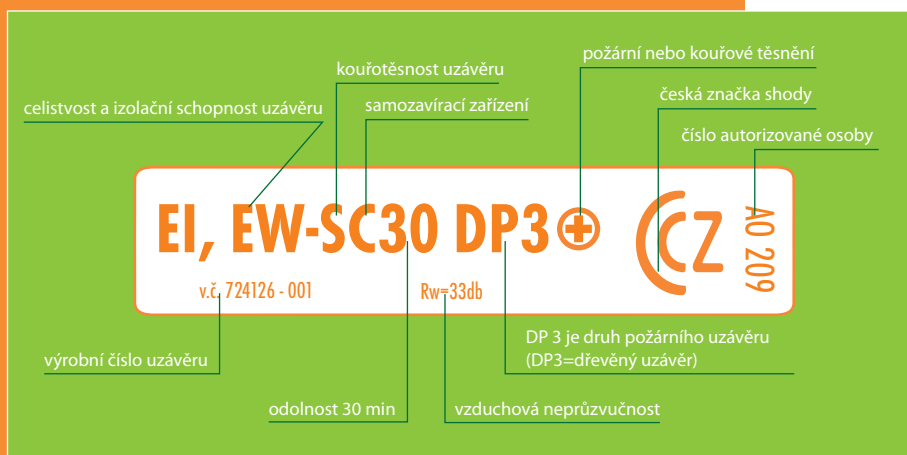 požární nebo kouřové těsnění
kouřotěsnost uzávěru
česká značka shody
celistvost a izolační schopnost uzávěru
samozavírací zařízení
číslo autorizované osoby
EI, EW-SC30 DP3
CCZ
AO 209
v.č. 724126 - 001
Rw=33db
výrobní číslo uzávěru
DP 3 je druh požárního uzávěru
(DP3=dřevěný uzávěr)
odolnost 30 min
vzduchová neprůzvučnost